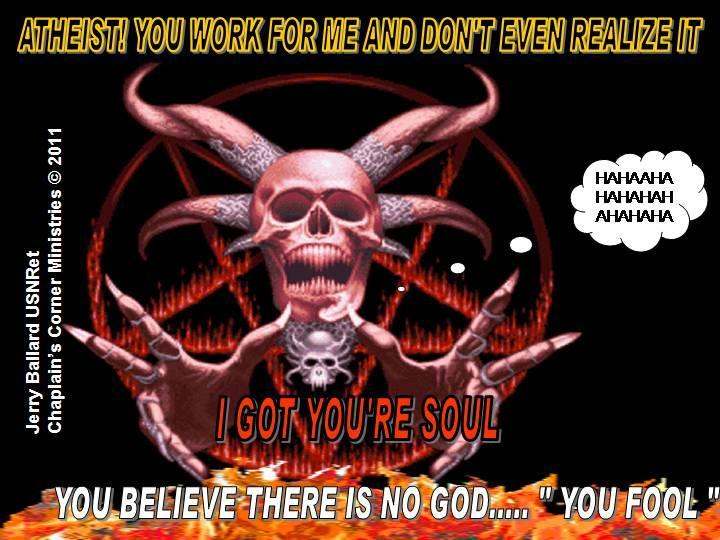 ATHEIST! YOU WORK FOR ME AND DON'T EVEN REALIZE IT
HAHAAHA
HAHAHAH
AHAHAHA
Jerry Ballard USNRet
Chaplain's Corner Ministries © 2011
I GOT YOU'RE SOUL
YOU BELIEVE THERE IS NO GOD..... " YOU FOOL "